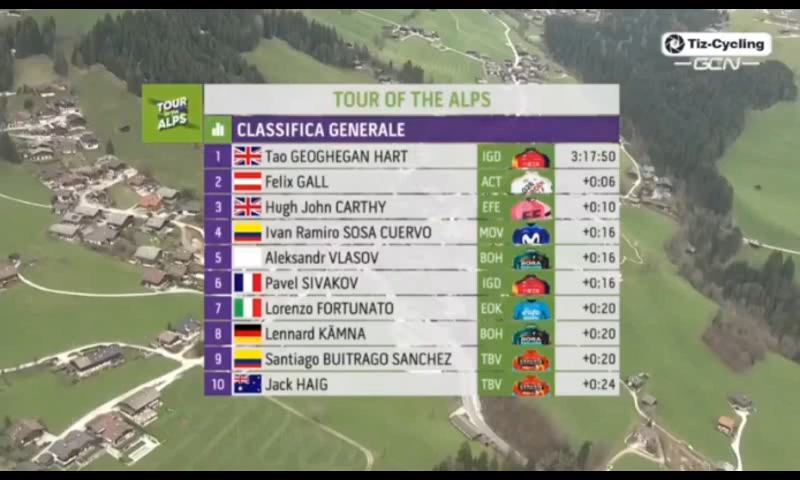 Tiz-Cycling
GCN
TOUR OF THE ALPS
TOUR
of the
ALPS
CLASSIFICA GENERALE
1 Tao GEOGHEGAN HART IGD 3:17:50
2 Felix GALL ACT +0:06
3 Hugh John CARTHY EFE +0:10
4 Ivan Ramiro SOSA CUERVO MOV +0:16
5 Aleksandr VLASOV BOH +0:16
6 Pavel SIVAKOV IGD +0:16
7 Lorenzo FORTUNATO EOK +0:20
8 Lennard KÄMNA BOH +0:20
9 Santiago BUITRAGO SANCHEZ TBV +0:20
10 Jack HAIG TBV +0:24